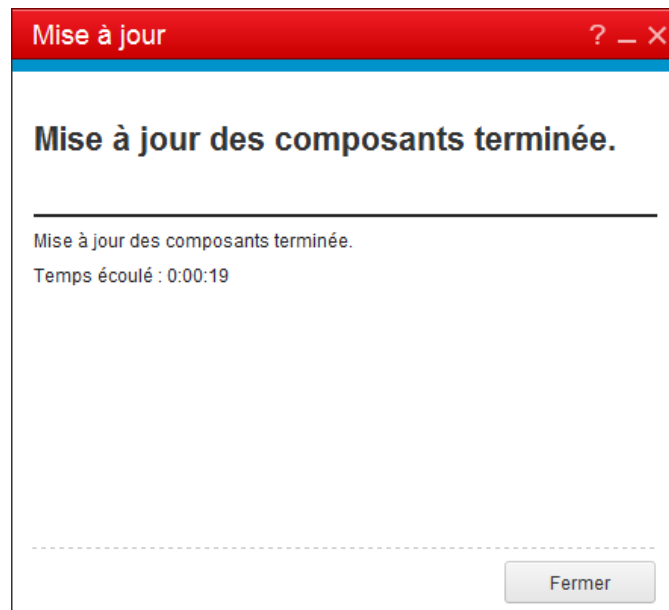 Mise à jour
?
Mise à jour des composants terminée.
Mise à jour des composants terminée.
Temps écoulé : 0:00:19
Fermer